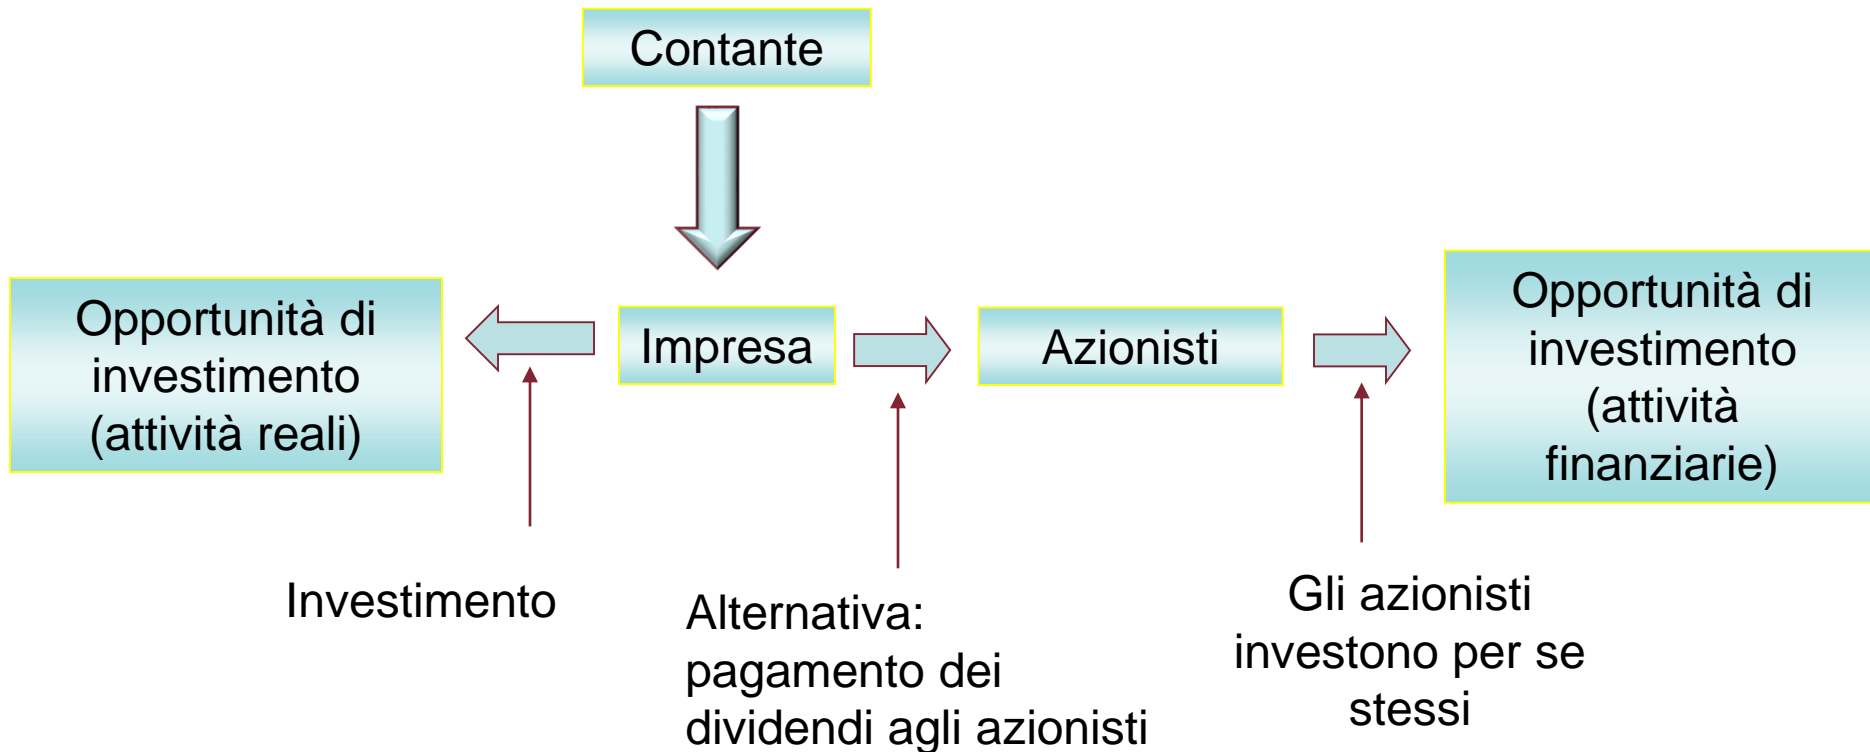 Contante
Opportunità di
investimento
(attività reali)
Impresa
Azionisti
Opportunità di
investimento
(attività
finanziarie)
Investimento
Alternativa:
pagamento dei
dividendi agli azionisti
Gli azionisti
investono per se
stessi